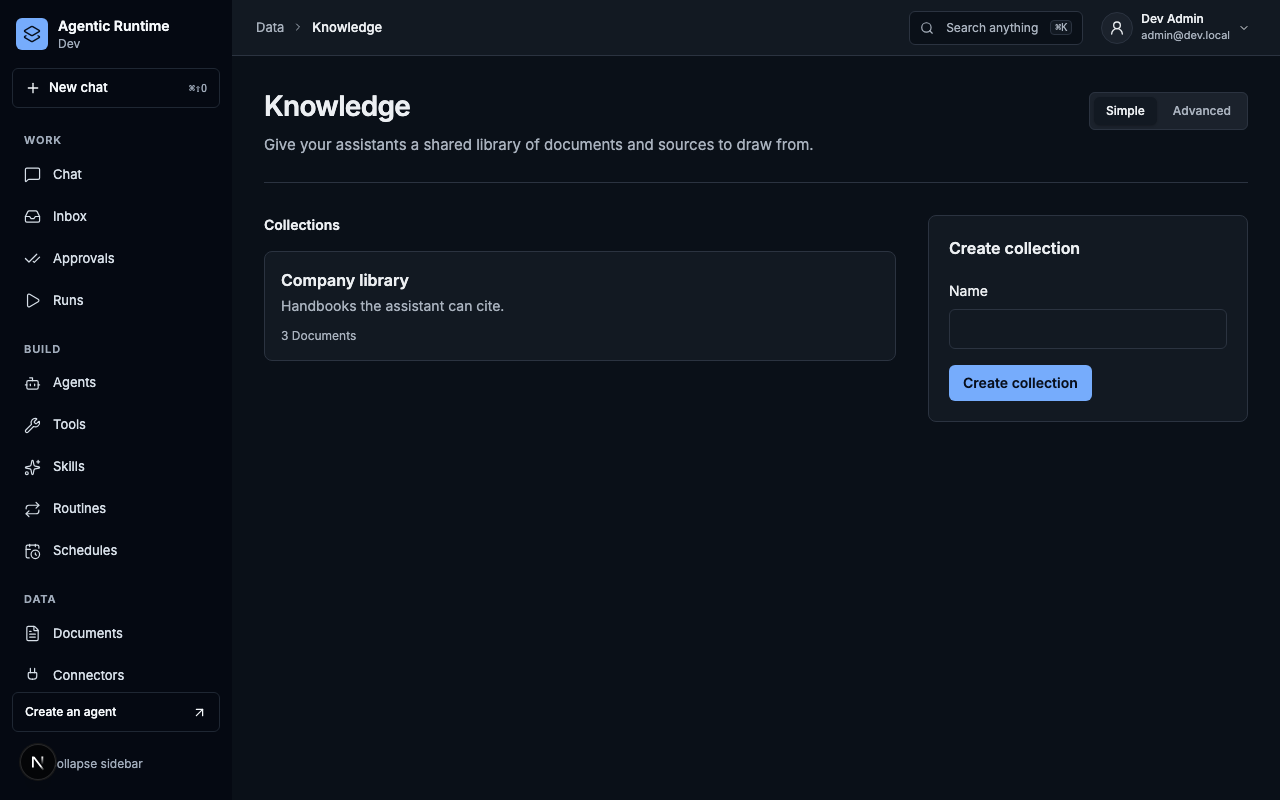 Agentic Runtime
Dev
New chat ⌘⇧O
WORK
Chat
Inbox
Approvals
Runs
BUILD
Agents
Tools
Skills
Routines
Schedules
DATA
Documents
Connectors
Create an agent
N
ollapse sidebar
Data > Knowledge
Search anything ⌘K
Dev Admin
admin@dev.local
Knowledge
Give your assistants a shared library of documents and sources to draw from.
Simple Advanced
Collections
Company library
Handbooks the assistant can cite.
3 Documents
Create collection
Name
Create collection